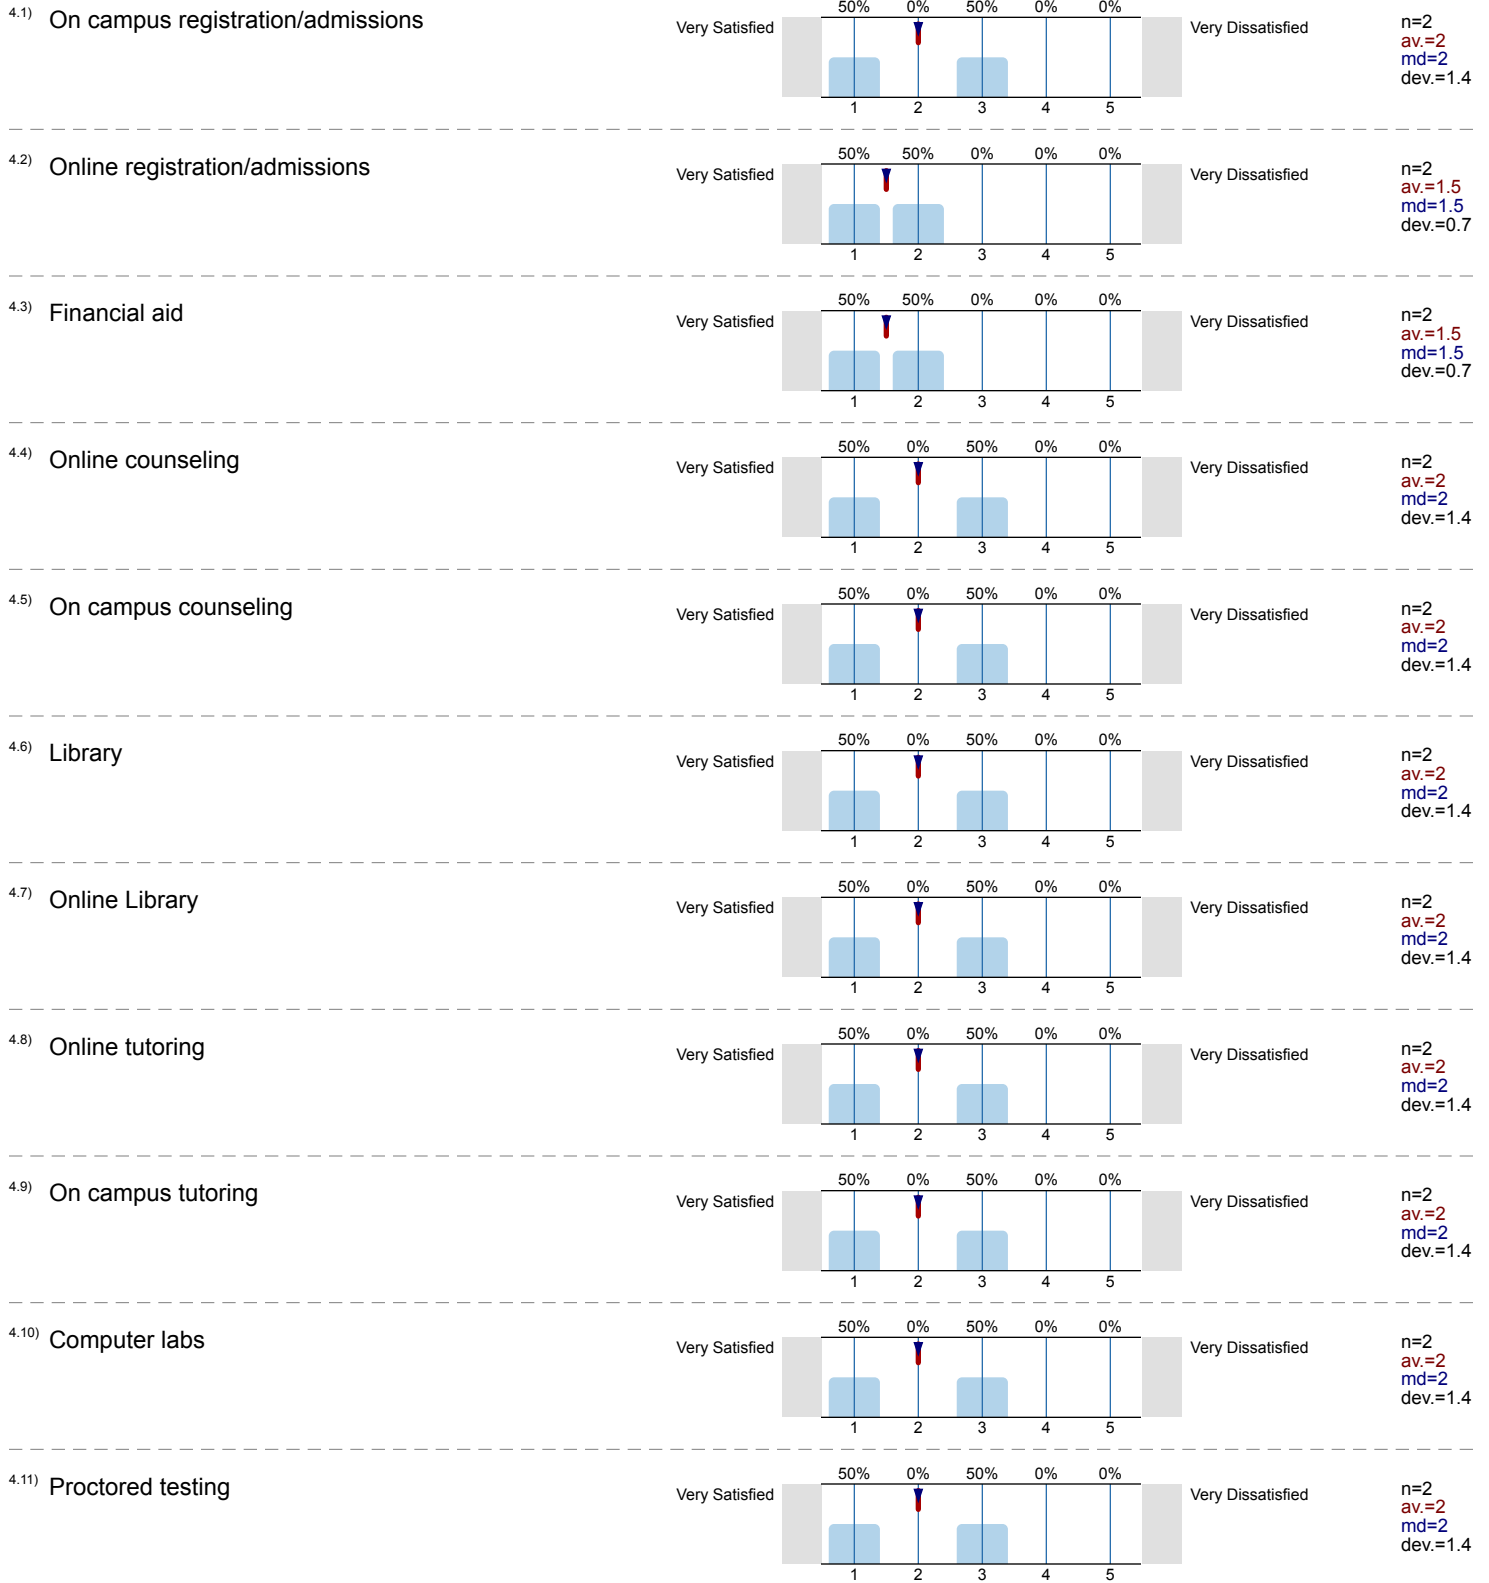 4.1) On campus registration/admissions
50% 0% 50% 0% 0%
Very Satisfied Very Dissatisfied
n=2
av.=2
md=2
dev.=1.4
1 2 3 4 5
4.2) Online registration/admissions
50% 50% 0% 0% 0%
Very Satisfied Very Dissatisfied
n=2
av.=1.5
md=1.5
dev.=0.7
1 2 3 4 5
4.3) Financial aid
50% 50% 0% 0% 0%
Very Satisfied Very Dissatisfied
n=2
av.=1.5
md=1.5
dev.=0.7
1 2 3 4 5
4.4) Online counseling
50% 0% 50% 0% 0%
Very Satisfied Very Dissatisfied
n=2
av.=2
md=2
dev.=1.4
1 2 3 4 5
4.5) On campus counseling
50% 0% 50% 0% 0%
Very Satisfied Very Dissatisfied
n=2
av.=2
md=2
dev.=1.4
1 2 3 4 5
4.6) Library
50% 0% 50% 0% 0%
Very Satisfied Very Dissatisfied
n=2
av.=2
md=2
dev.=1.4
1 2 3 4 5
4.7) Online Library
50% 0% 50% 0% 0%
Very Satisfied Very Dissatisfied
n=2
av.=2
md=2
dev.=1.4
1 2 3 4 5
4.8) Online tutoring
50% 0% 50% 0% 0%
Very Satisfied Very Dissatisfied
n=2
av.=2
md=2
dev.=1.4
1 2 3 4 5
4.9) On campus tutoring
50% 0% 50% 0% 0%
Very Satisfied Very Dissatisfied
n=2
av.=2
md=2
dev.=1.4
1 2 3 4 5
4.10) Computer labs
50% 0% 50% 0% 0%
Very Satisfied Very Dissatisfied
n=2
av.=2
md=2
dev.=1.4
1 2 3 4 5
4.11) Proctored testing
50% 0% 50% 0% 0%
Very Satisfied Very Dissatisfied
n=2
av.=2
md=2
dev.=1.4
1 2 3 4 5